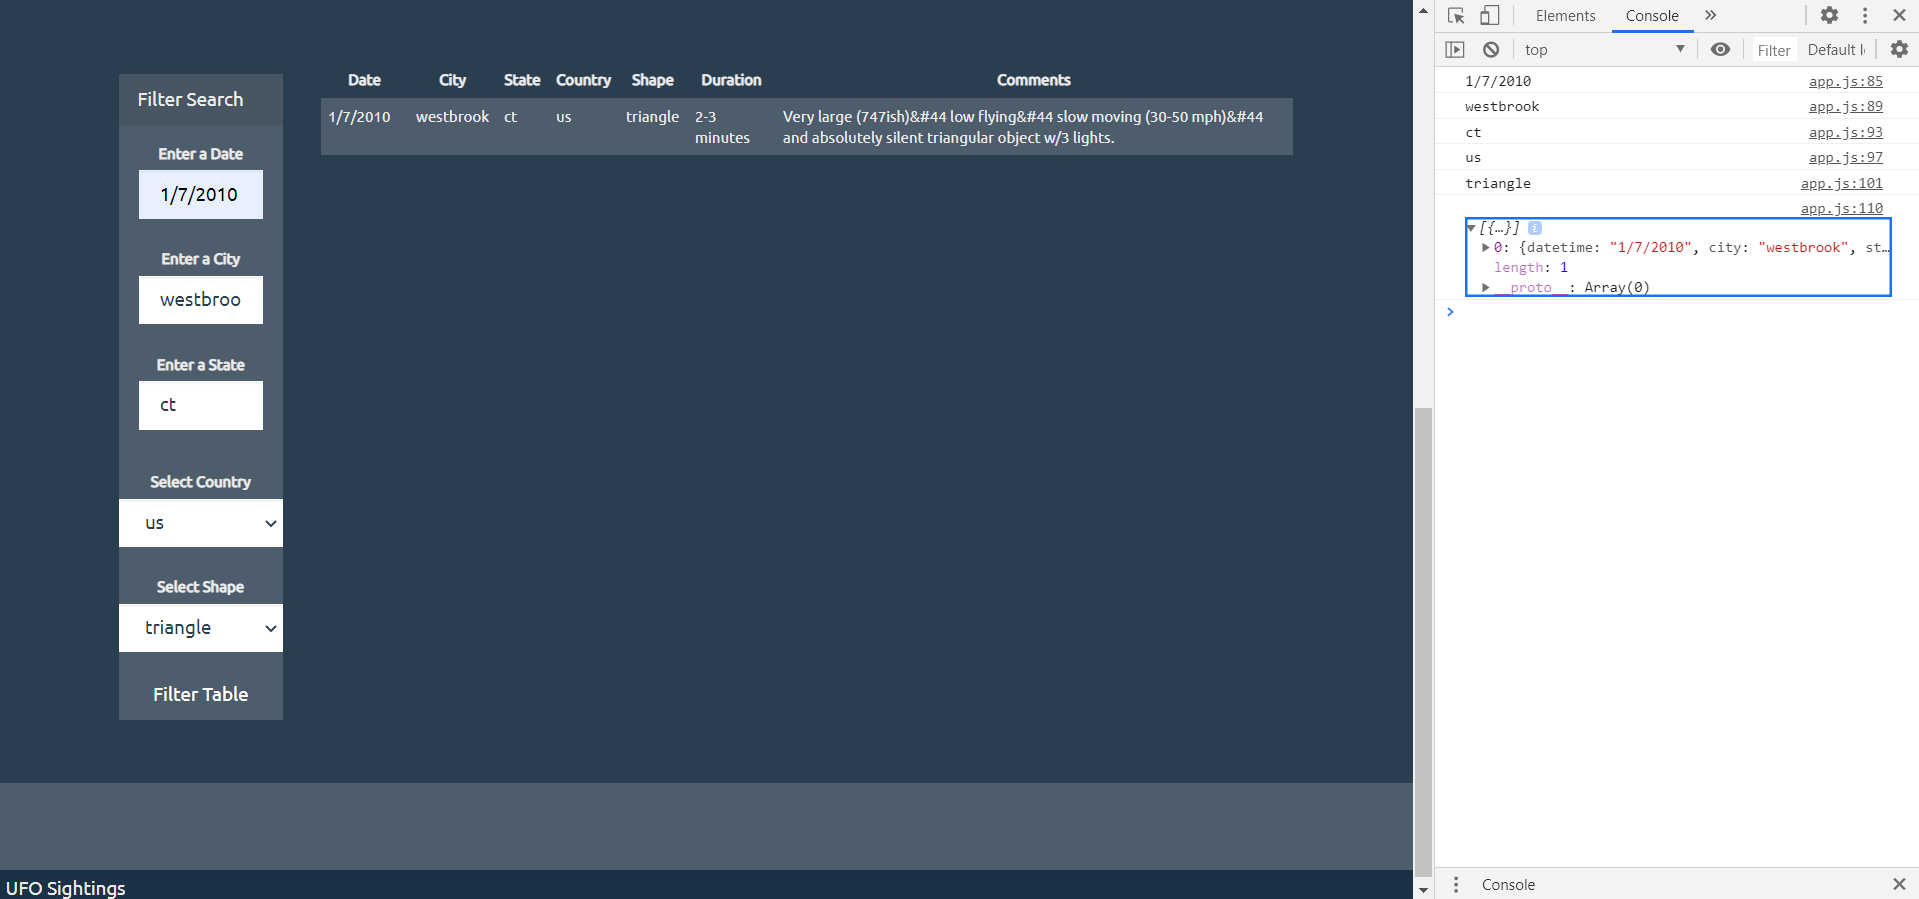 Filter Search
Enter a Date
1/7/2010
Enter a City
westbroo
Enter a State
ct
Select Country
us
Select Shape
triangle
Filter Table
Date City State Country Shape Duration Comments
1/7/2010 westbrook ct us triangle 2-3 minutes Very large (747ish)&#44 low flying&#44 slow moving (30-50 mph)&#44
and absolutely silent triangular object w/3 lights.
UFO Sightings
Elements Console
top Filter Default l
1/7/2010 app.js:85
westbrook app.js:89
ct app.js:93
us app.js:97
triangle app.js:101
app.js:110
[{…}] i
0: {datetime: "1/7/2010", city: "westbrook", st…
length: 1
__proto__: Array(0)
Console